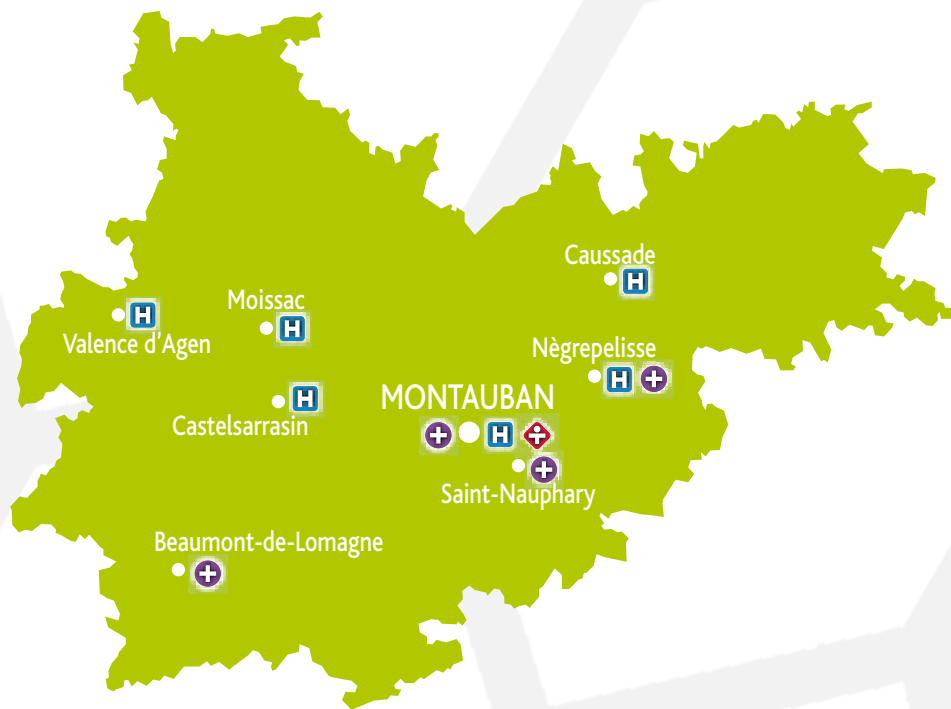 Caussade
H
Moissac
H
H
Valence d'Agen
Nègrepelisse
H
MONTAUBAN
H
Castelsarrasin
H
Saint-Nauphary
Beaumont-de-Lomagne